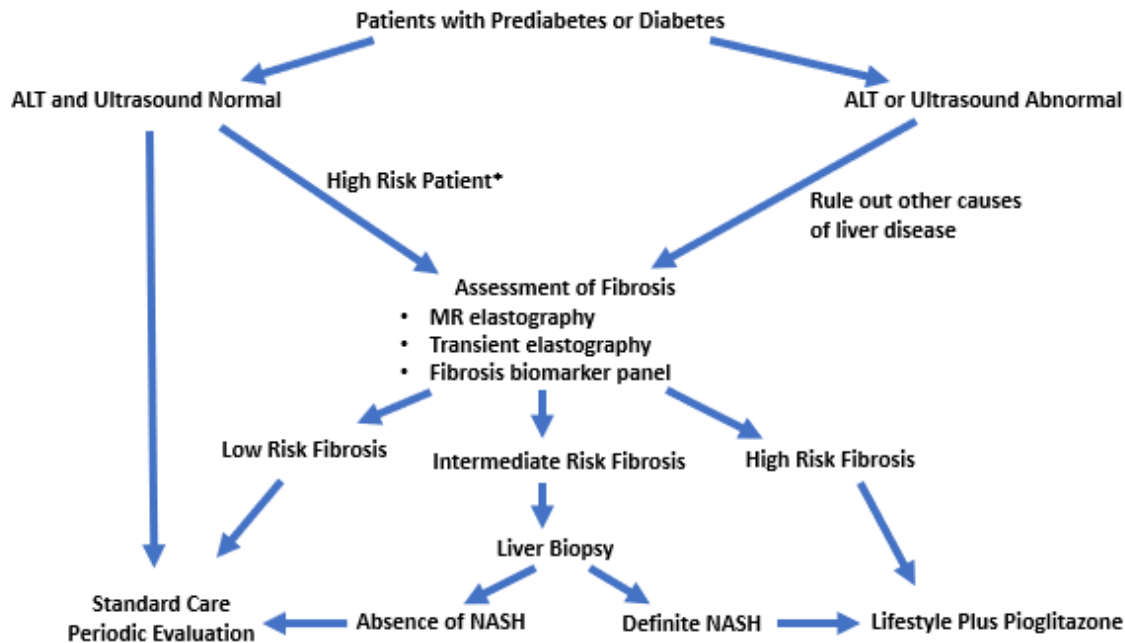 Patients with Prediabetes or Diabetes
ALT and Ultrasound Normal
ALT or Ultrasound Abnormal
High Risk Patient*
Rule out other causes
of liver disease
Assessment of Fibrosis
• MR elastography
• Transient elastography
• Fibrosis biomarker panel
Low Risk Fibrosis
Intermediate Risk Fibrosis
High Risk Fibrosis
Liver Biopsy
Standard Care
Periodic Evaluation
Absence of NASH
Definite NASH
Lifestyle Plus Pioglitazone